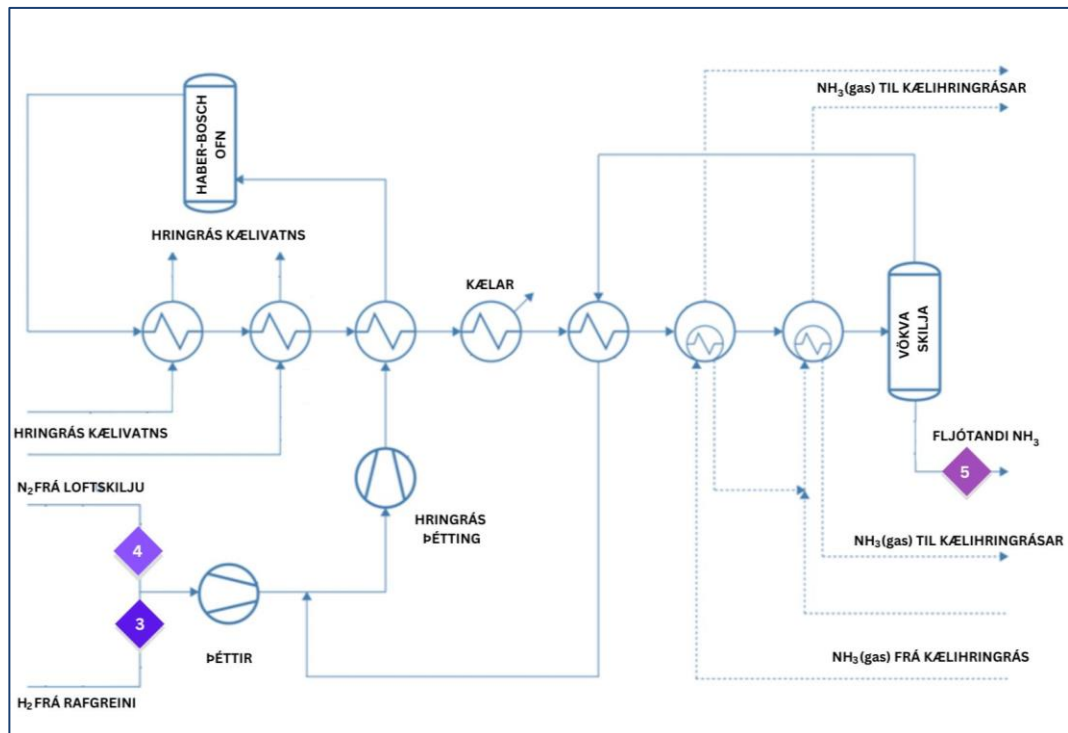 NH₃(gas) TIL KÆLIHRINGRÁSAR
HABER-BOSCH
OFN
HRINGRÁS KÆLIVATNS
KÆLAR
VÖKVA
SKILJA
HRINGRÁS KÆLIVATNS
FLJÓTANDI NH₃
5
N₂ FRÁ LOFTSKILJU
HRINGRÁS
ÞÉTTING
4
NH₃(gas) TIL KÆLIHRINGRÁSAR
3
ÞÉTTIR
NH₃(gas) FRÁ KÆLIHRINGRÁS
H₂ FRÁ RAFGREINI